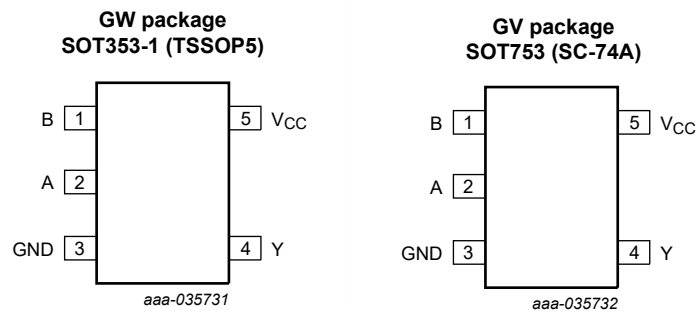 GW package
SOT353-1 (TSSOP5)
B 1
5 VCC
A 2
GND 3
4 Y
aaa-035731
GV package
SOT753 (SC-74A)
B 1
5 VCC
A 2
GND 3
4 Y
aaa-035732